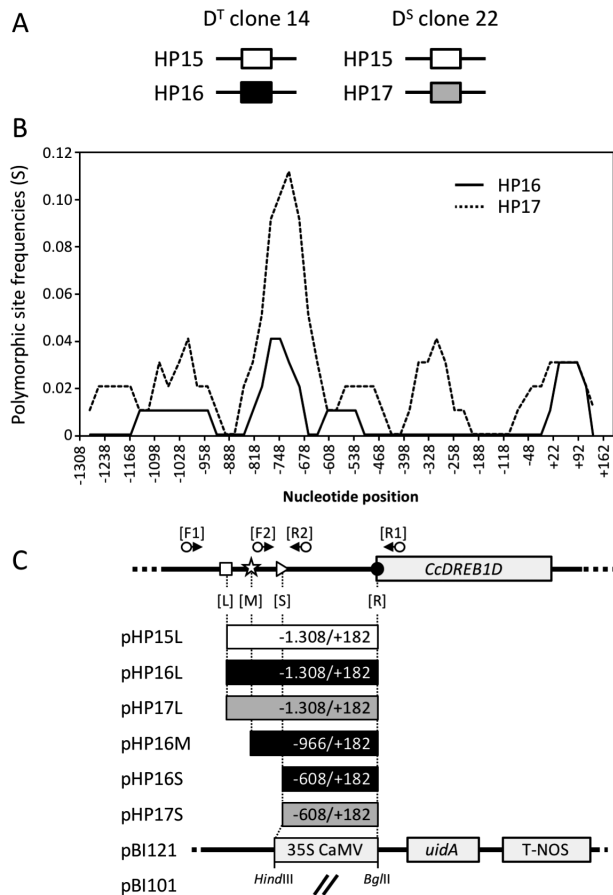 A
Dᵀ clone 14
Dˢ clone 22
HP15
HP15
HP16
HP17
B
Polymorphic site frequencies (S)
0.12
0.10
0.08
0.06
0.04
0.02
0
HP16
HP17
-1308 -1238 -1168 -1098 -1028 -958 -888 -818 -748 -678 -608 -538 -468 -398 -328 -258 -188 -118 -48 +22 +92 +162
Nucleotide position
C
[F1] [F2] [R2] [R1]
CcDREB1D
[L] [M] [S] [R]
pHP15L -1.308/+182
pHP16L -1.308/+182
pHP17L -1.308/+182
pHP16M -966/+182
pHP16S -608/+182
pHP17S -608/+182
pBI121 35S CaMV uidA T-NOS
HindIII BglII
pBI101